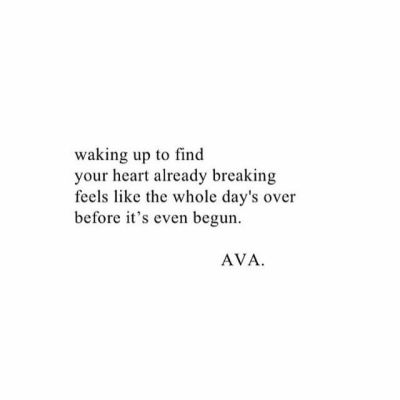 waking up to find
your heart already breaking
feels like the whole day's over
before it’s even begun.
AVA.